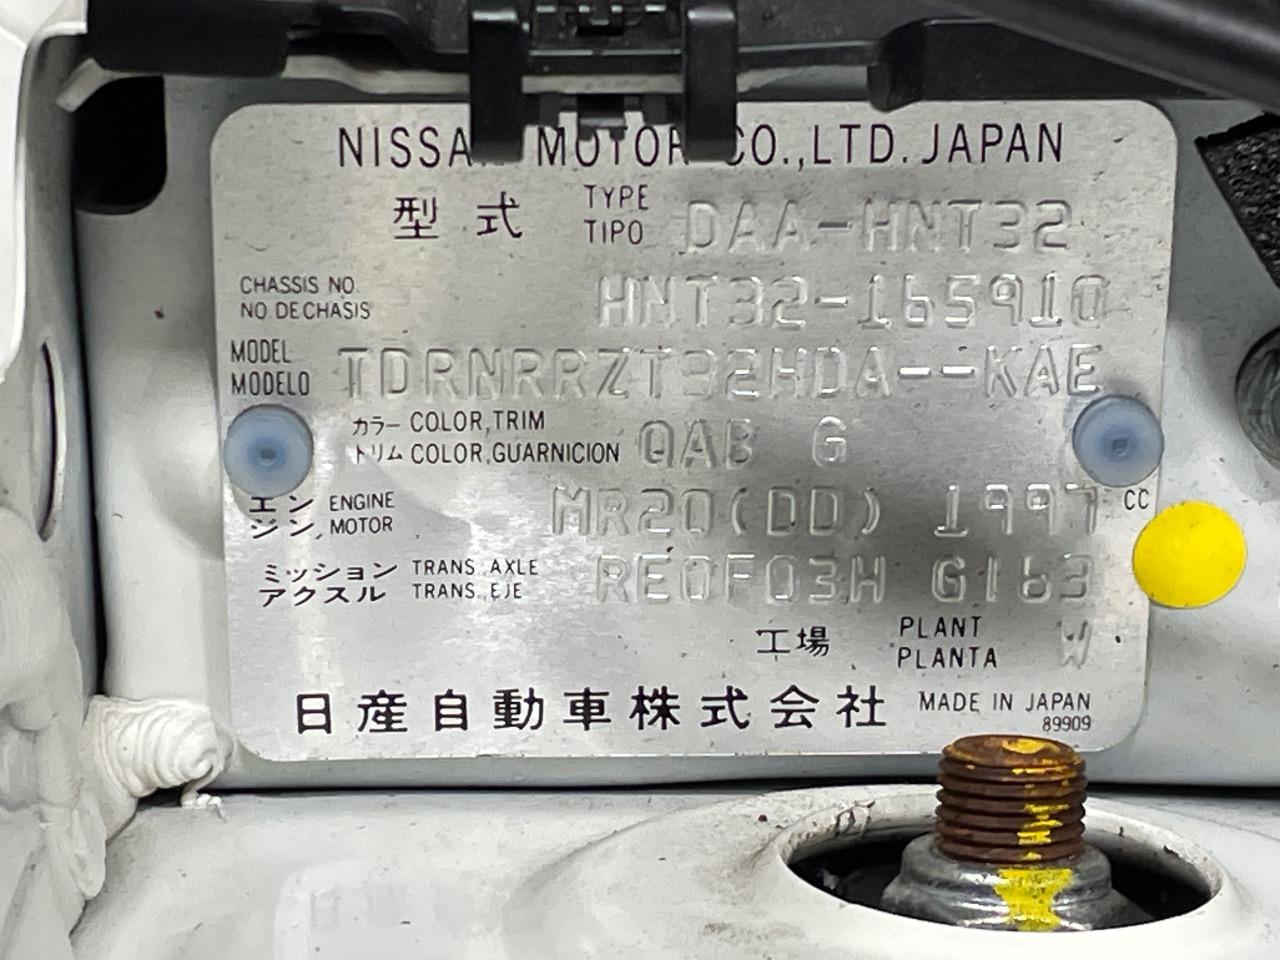 NISSAN MOTOR CO.,LTD. JAPAN
型式 TYPE TIPO DAA-HNT32
CHASSIS NO. NO. DE CHASIS HNT32-165910
MODEL MODELO TDRNRRZT32HDA--KAE
カラー COLOR,TRIM
トリム COLOR,GUARNICION QAB G
エンジン ENGINE MOTOR MR20(DD) 1997 CC
ミッション TRANS. AXLE
アクスル TRANS. EJE RE0F03H G163
工場 PLANT PLANTA W
日産自動車株式会社 MADE IN JAPAN
89909